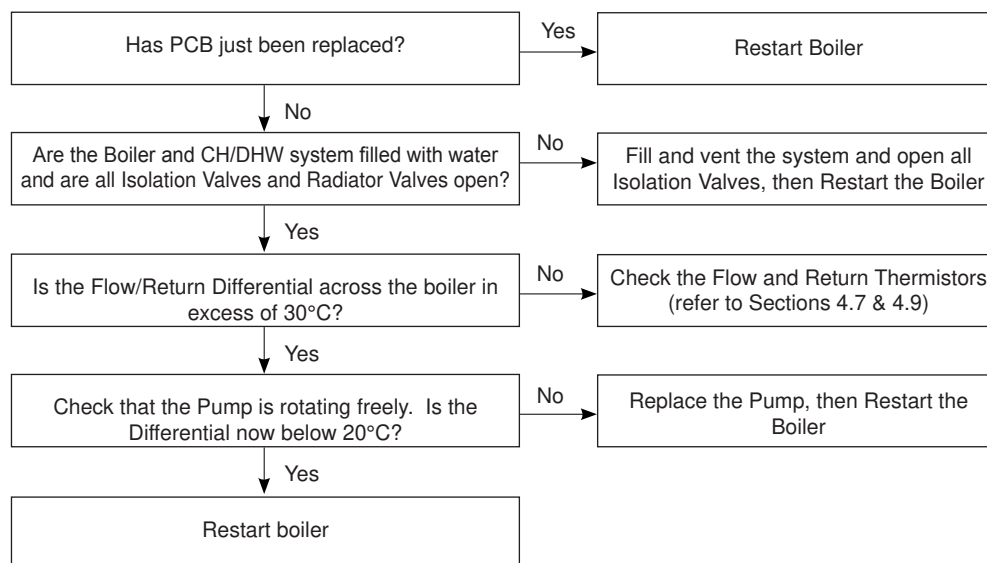 Has PCB just been replaced?
Yes
Restart Boiler
No
Are the Boiler and CH/DHW system filled with water
and are all Isolation Valves and Radiator Valves open?
No
Fill and vent the system and open all
Isolation Valves, then Restart the Boiler
Yes
Is the Flow/Return Differential across the boiler in
excess of 30°C?
No
Check the Flow and Return Thermistors
(refer to Sections 4.7 & 4.9)
Yes
Check that the Pump is rotating freely.  Is the
Differential now below 20°C?
No
Replace the Pump, then Restart the
Boiler
Yes
Restart boiler